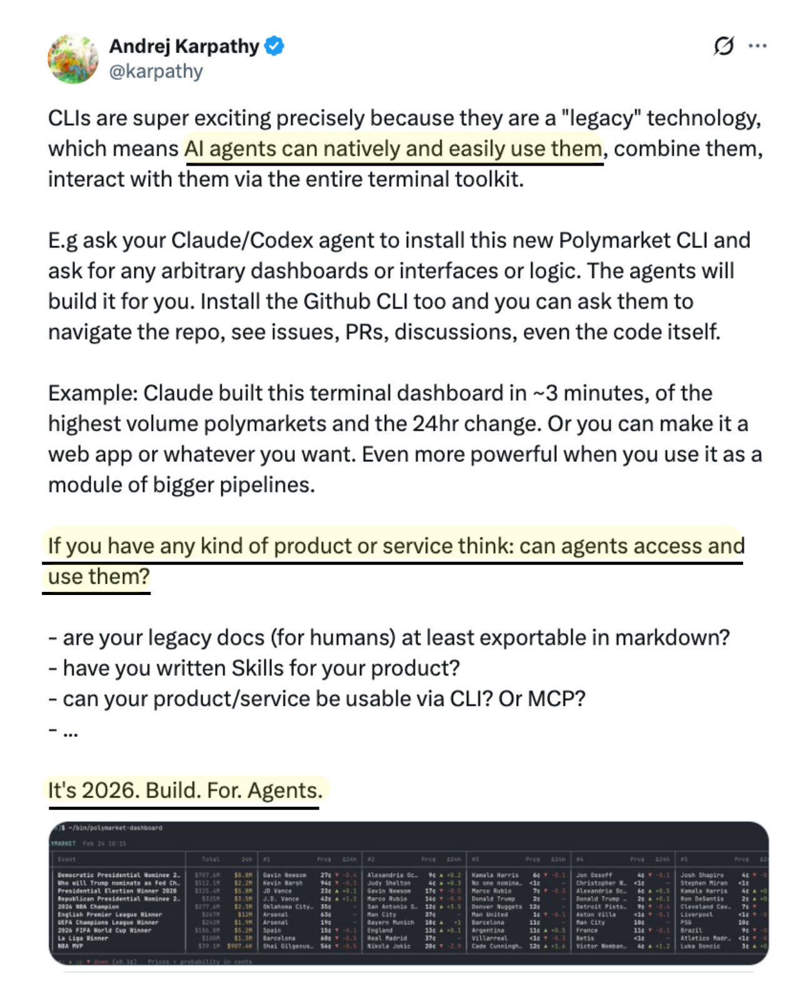 Andrej Karpathy
@karpathy
CLIs are super exciting precisely because they are a "legacy" technology,
which means AI agents can natively and easily use them, combine them,
interact with them via the entire terminal toolkit.
E.g ask your Claude/Codex agent to install this new Polymarket CLI and
ask for any arbitrary dashboards or interfaces or logic. The agents will
build it for you. Install the Github CLI too and you can ask them to
navigate the repo, see issues, PRs, discussions, even the code itself.
Example: Claude built this terminal dashboard in ~3 minutes, of the
highest volume polymarkets and the 24hr change. Or you can make it a
web app or whatever you want. Even more powerful when you use it as a
module of bigger pipelines.
If you have any kind of product or service think: can agents access and
use them?
- are your legacy docs (for humans) at least exportable in markdown?
- have you written Skills for your product?
- can your product/service be usable via CLI? Or MCP?
- ...
It's 2026. Build. For. Agents.
$ ~/bin/polymarket-dashboard
YMARKET Feb 24 10:15
Event Total 24h #1 Prce Δ24h #2 Prce Δ24h #3 Prce Δ24h #4 Prce Δ24h #5 Prce
Democratic Presidential Nominee 2… $707.6M $8.8M Gavin Newsom 27¢ ▼ -0.4 Alexandria Oc… 9¢ ▲ +0.2 Kamala Harris 6¢ ▼ -0.1 Jon Ossoff 4¢ ▼ -0.1 Josh Shapiro 4¢ ▼
Who will Trump nominate as Fed Ch… $512.1M $2.2M Kevin Warsh 94¢ ▼ -0.3 Judy Shelton 4¢ ▲ +0.3 No one nomina… <1¢ – Christopher W… <1¢ – Stephen Miran <1¢
Presidential Election Winner 2028 $325.4M $5.8M JD Vance 23¢ ▲ +0.1 Gavin Newsom 17¢ ▼ -0.5 Marco Rubio 7¢ ▼ -0.3 Alexandria Oc… 6¢ ▲ +0.5 Kamala Harris 4¢ ▲ +0
Republican Presidential Nominee 2… $325M $3.5M J.D. Vance 42¢ ▲ +1.2 Marco Rubio 14¢ ▼ -0.9 Donald Trump 2¢ Donald Trump … 2¢ ▲ +0.1 Ron DeSantis 2¢ ▲ +0
2026 NBA Champion $277.6M $2.3M Oklahoma City… 35¢ – San Antonio S… 12¢ ▲ +3.5 Denver Nuggets 12¢ – Detroit Pisto… 9¢ ▼ -0.4 Cleveland Cav… 7¢ ▼
English Premier League Winner $267M $12M Arsenal 63¢ – Man City 37¢ – Man United 1¢ ▼ -0.1 Aston Villa <1¢ ▼ -0.1 Liverpool <1¢ ▼
UEFA Champions League Winner $242M $1.9M Arsenal 19¢ – Bayern Munich 18¢ ▲ +1 Barcelona 11¢ – Man City 10¢ – PSG 10¢
2026 FIFA World Cup Winner $186.8M $5.2M Spain 15¢ ▼ -0.1 England 13¢ ▲ +0.1 Argentina 11¢ ▲ +0.5 France 11¢ ▼ -0.1 Brazil 9¢ ▼
La Liga Winner $100M $1.3M Barcelona 60¢ ▼ -0.5 Real Madrid 37¢ – Villarreal <1¢ ▼ -0.3 Betis <1¢ – Atletico Madr… <1¢ ▼
NBA MVP $39.1M $907.4K Shai Gilgeous… 56¢ ▼ -0.5 Nikola Jokic 20¢ ▼ -2.9 Cade Cunningh… 12¢ ▲ +1.6 Victor Wemban… 4¢ ▲ +1.2 Luka Doncic 3¢ ▲ +0
▲ up ▼ down (±0.1¢) Prices = probability in cents